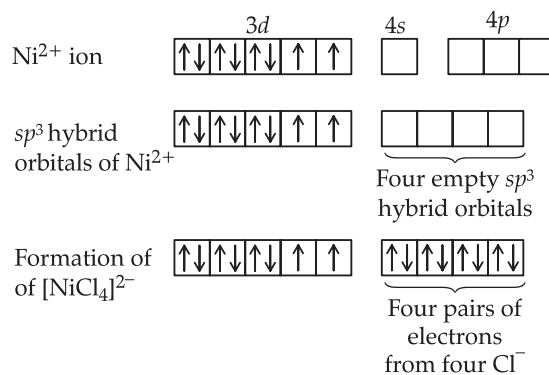 3d 4s 4p
Ni²⁺ ion
sp³ hybrid
orbitals of Ni²⁺
Four empty sp³
hybrid orbitals
Formation of
of [NiCl₄]²⁻
Four pairs of
electrons
from four Cl⁻